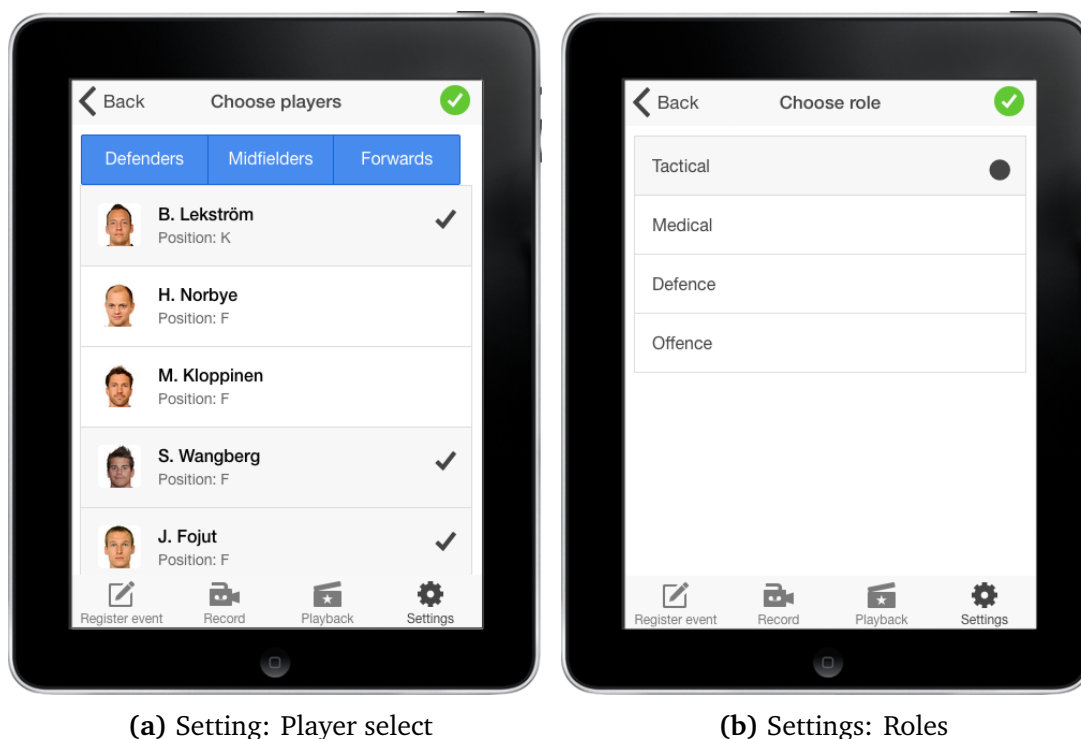 Back
Choose players
Defenders
Midfielders
Forwards
B. Lekström
Position: K
H. Norbye
Position: F
M. Kloppinen
Position: F
S. Wangberg
Position: F
J. Fojut
Position: F
Register event
Record
Playback
Settings
(a) Setting: Player select
Back
Choose role
Tactical
Medical
Defence
Offence
Register event
Record
Playback
Settings
(b) Settings: Roles